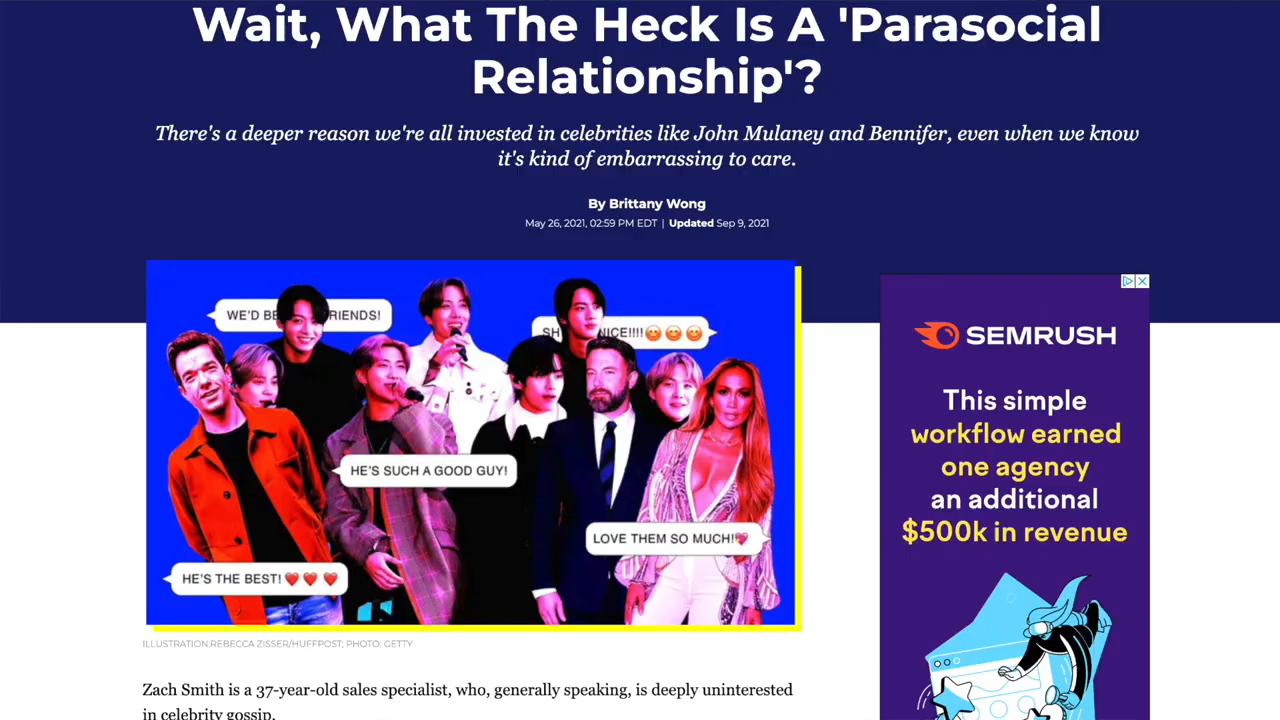 Wait, What The Heck Is A 'Parasocial
Relationship'?
There's a deeper reason we're all invested in celebrities like John Mulaney and Bennifer, even when we know
it's kind of embarrassing to care.
By Brittany Wong
May 26, 2021, 02:59 PM EDT | Updated Sep 9, 2021
WE'D BE RIENDS!
SH NICE!!!!😊😊😊
HE'S SUCH A GOOD GUY!
LOVE THEM SO MUCH!💖
HE'S THE BEST!❤️❤️❤️
ILLUSTRATION:REBECCA ZISSER/HUFFPOST; PHOTO: GETTY
Zach Smith is a 37-year-old sales specialist, who, generally speaking, is deeply uninterested
in celebrity gossip.
SEMRUSH
This simple
workflow earned
one agency
an additional
$500k in revenue